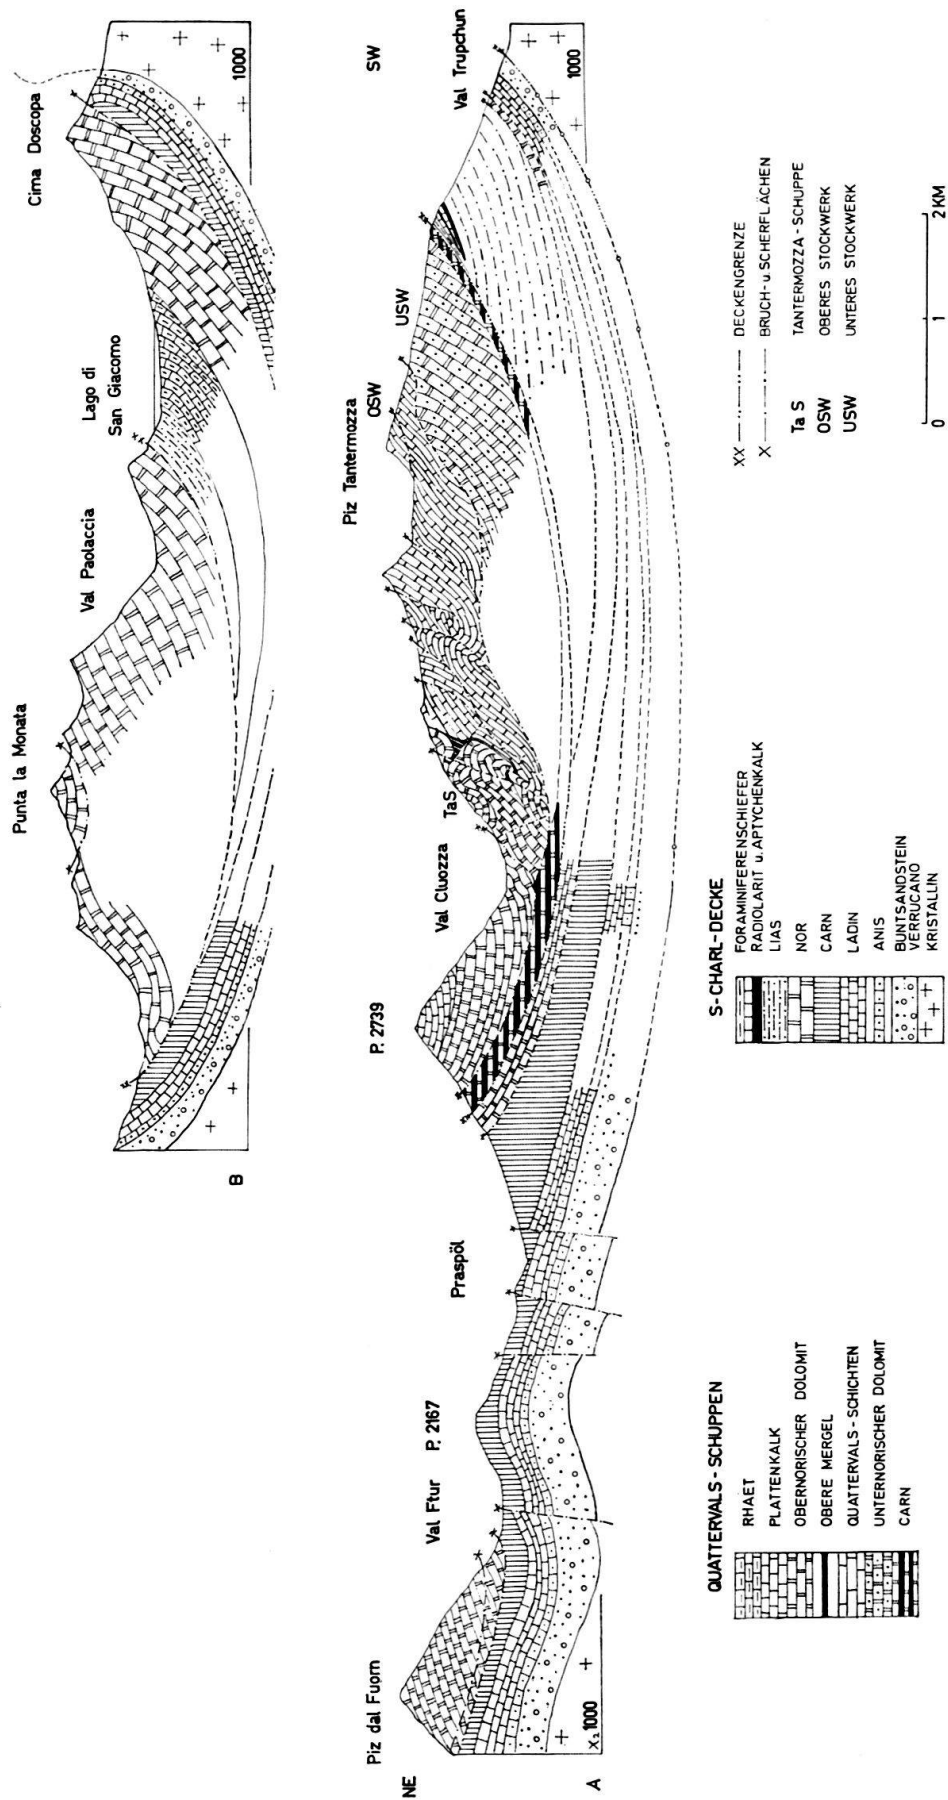 Punta la Monata
Val Paolaccia
Lago di
San Giacomo
Cima Doscopa
1000
B
NE
SW
Piz dal Fuorn
Val Ftur
P. 2167
Praspöl
P. 2739
Val Cluozza
TaS
Piz Tantermozza
OSW
USW
Val Trupchun
1000
1000
A
QUATTERVALS-SCHUPPEN
RHAET
PLATTENKALK
OBERNORISCHER DOLOMIT
OBERE MERGEL
QUATTERVALS-SCHICHTEN
UNTERNORISCHER DOLOMIT
CARN
S-CHARL-DECKE
FORAMINIFERENSCHIEFER
RADIOLARIT u. APTYCHENKALK
LIAS
NOR
CARN
LADIN
ANIS
BUNTSANDSTEIN
VERRUCANO
KRISTALLIN
XX DECKENGRENZE
X BRUCH- u. SCHERFLÄCHEN
Ta S TANTERMOZZA-SCHUPPE
OSW OBERES STOCKWERK
USW UNTERES STOCKWERK
0 1 2 KM